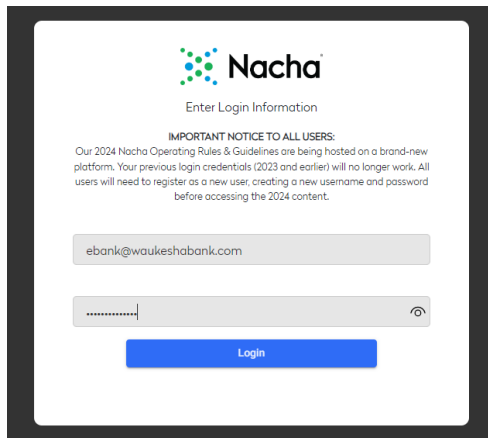 Nacha
Enter Login Information
IMPORTANT NOTICE TO ALL USERS:
Our 2024 Nacha Operating Rules & Guidelines are being hosted on a brand-new
platform. Your previous login credentials (2023 and earlier) will no longer work. All
users will need to register as a new user, creating a new username and password
before accessing the 2024 content.
ebank@waukeshabank.com
••••••••••••••
Login